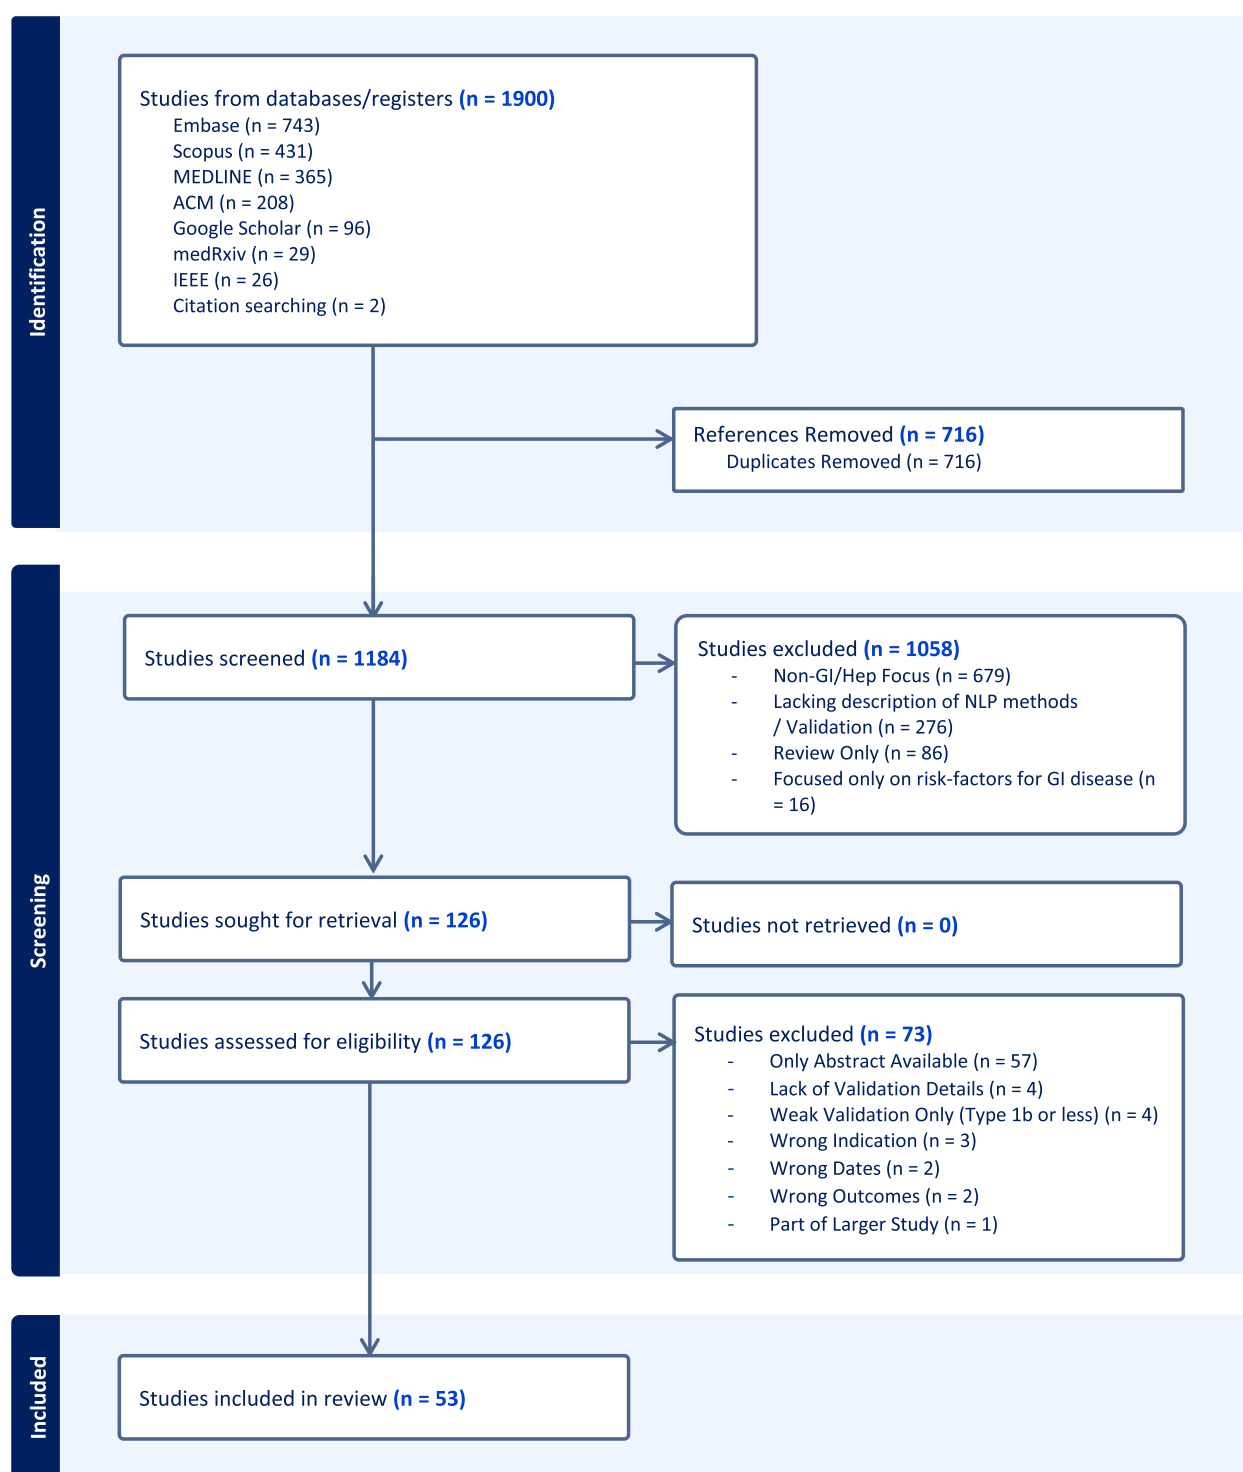 Identification
Studies from databases/registers (n = 1900)
Embase (n = 743)
Scopus (n = 431)
MEDLINE (n = 365)
ACM (n = 208)
Google Scholar (n = 96)
medRxiv (n = 29)
IEEE (n = 26)
Citation searching (n = 2)
References Removed (n = 716)
Duplicates Removed (n = 716)
Screening
Studies screened (n = 1184)
Studies excluded (n = 1058)
- Non-GI/Hep Focus (n = 679)
- Lacking description of NLP methods
/ Validation (n = 276)
- Review Only (n = 86)
- Focused only on risk-factors for GI disease (n
= 16)
Studies sought for retrieval (n = 126)
Studies not retrieved (n = 0)
Studies assessed for eligibility (n = 126)
Studies excluded (n = 73)
- Only Abstract Available (n = 57)
- Lack of Validation Details (n = 4)
- Weak Validation Only (Type 1b or less) (n = 4)
- Wrong Indication (n = 3)
- Wrong Dates (n = 2)
- Wrong Outcomes (n = 2)
- Part of Larger Study (n = 1)
Included
Studies included in review (n = 53)